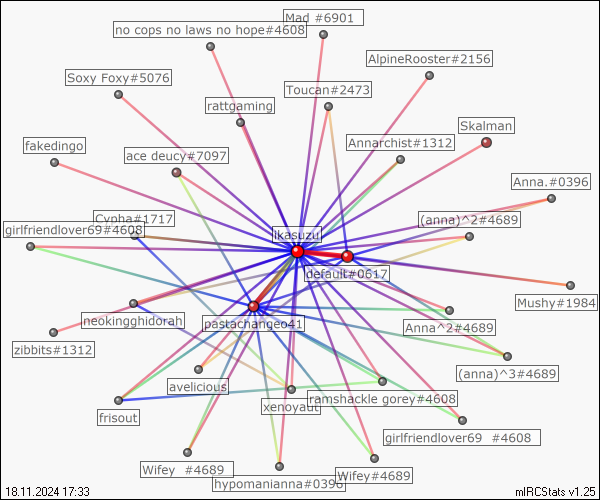 Mad #6901
no cops no laws no hope#4608
AlpineRooster#2156
Soxy Foxy#5076
Toucan#2473
rattgaming
Skalman
Annarchist#1312
fakedingo
ace deucy#7097
Anna.#0396
Cypha#1717
(anna)^2#4689
girlfriendlover69#4608
ikasuzu
default#0617
Mushy#1984
neokingghidorah
pastachangeo41
Anna^2#4689
zibbits#1312
(anna)^3#4689
avelicious
ramshackle gorey#4608
xenoyaut
frisout
girlfriendlover69 #4608
Wifey #4689
Wifey#4689
hypomanianna#0396
18.11.2024 17:33
mIRCStats v1.25